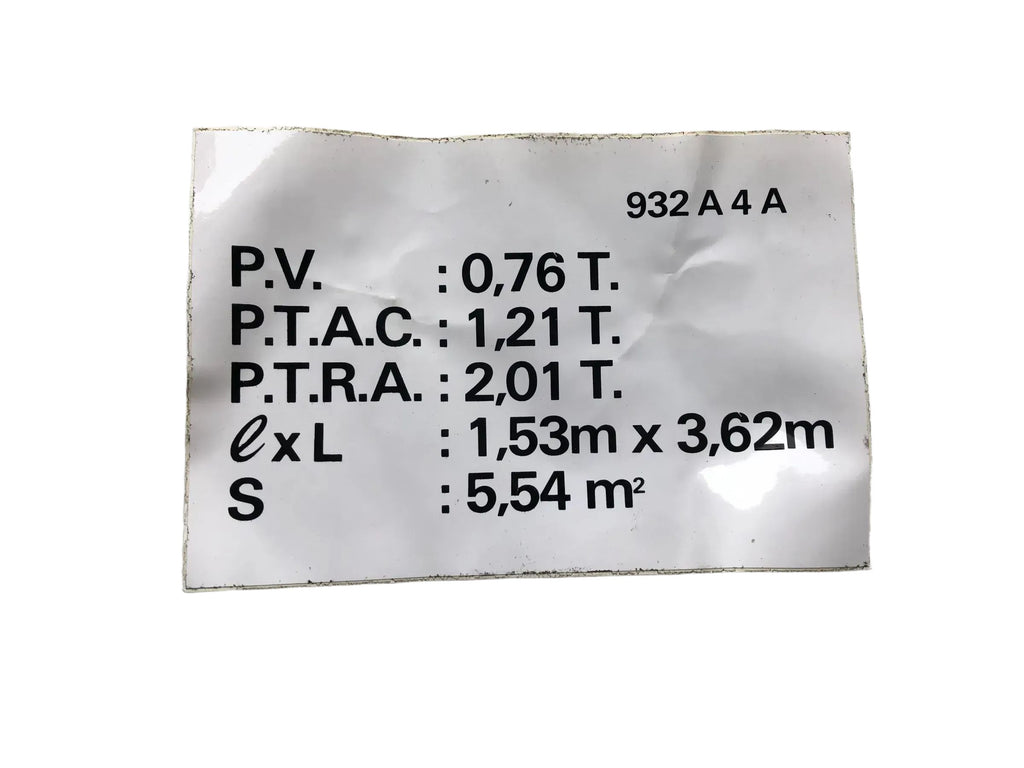 932 A 4 A
P.V. : 0,76 T.
P.T.A.C. : 1,21 T.
P.T.R.A. : 2,01 T.
ℓ x L : 1,53m x 3,62m
S : 5,54 m²